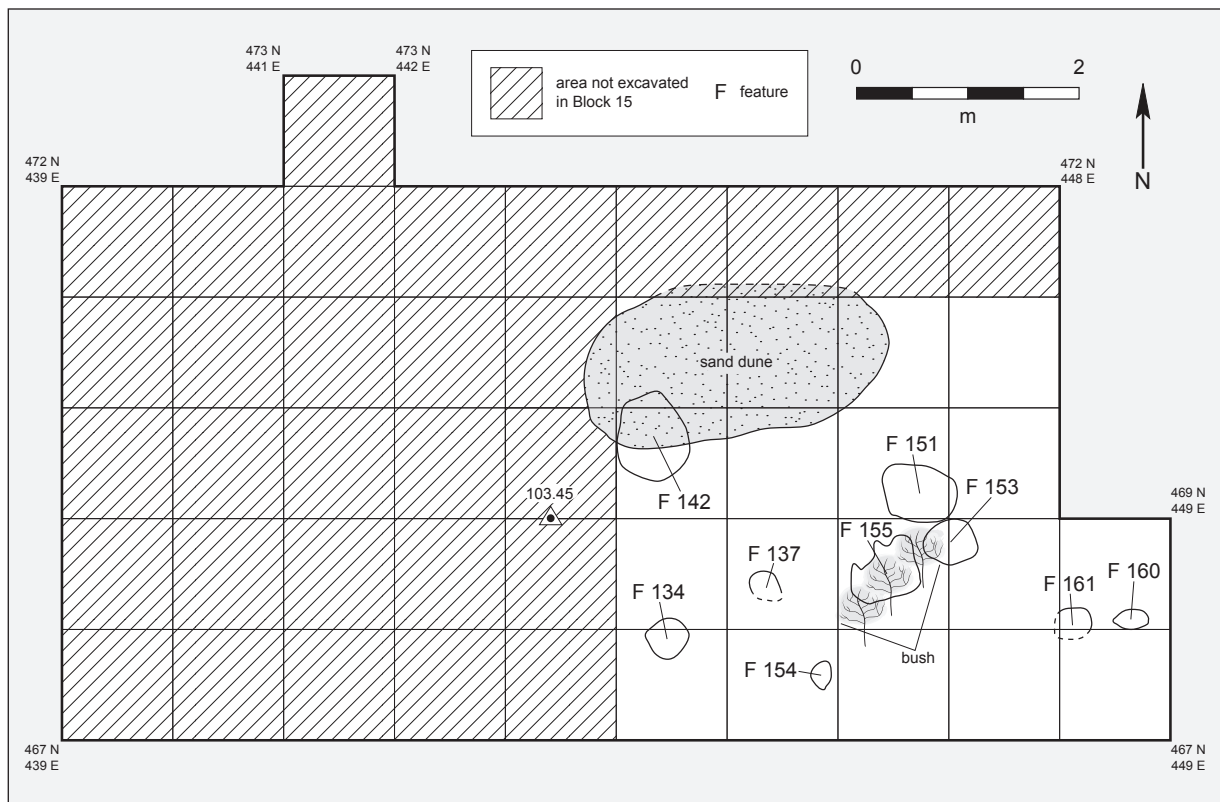 473 N
441 E
473 N
442 E
area not excavated
in Block 15
F feature
0 2
m
N
472 N
439 E
472 N
448 E
sand dune
F 151
103.45
F 142
F 153
469 N
449 E
F 155
F 137
F 134
F 161
F 160
F 154
bush
467 N
439 E
467 N
449 E